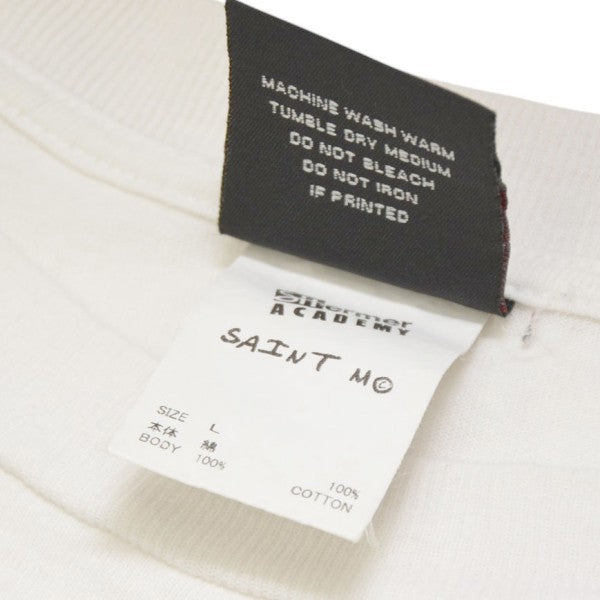 MACHINE WASH WARM
TUMBLE DRY MEDIUM
DO NOT BLEACH
DO NOT IRON
IF PRINTED
Bermer
ACADEMY
SAINT M©
SIZE L
本体 綿
BODY 100%
100%
COTTON